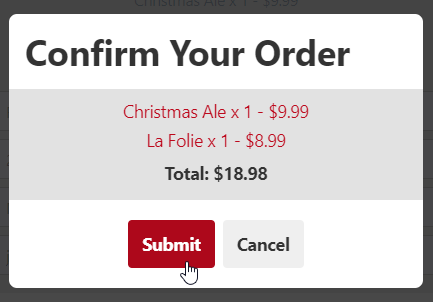 Christmas Ale x 1 - $9.99
Confirm Your Order
Christmas Ale x 1 - $9.99
La Folie x 1 - $8.99
Total: $18.98
Submit
Cancel